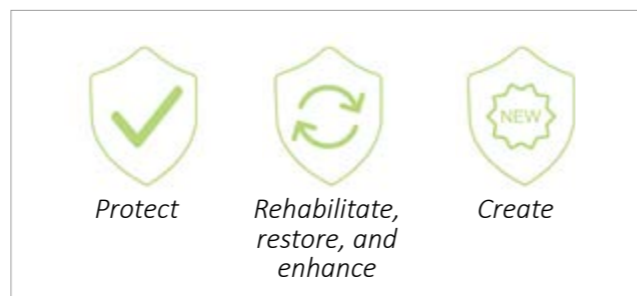 NEW
Protect
Rehabilitate,
restore, and
enhance
Create